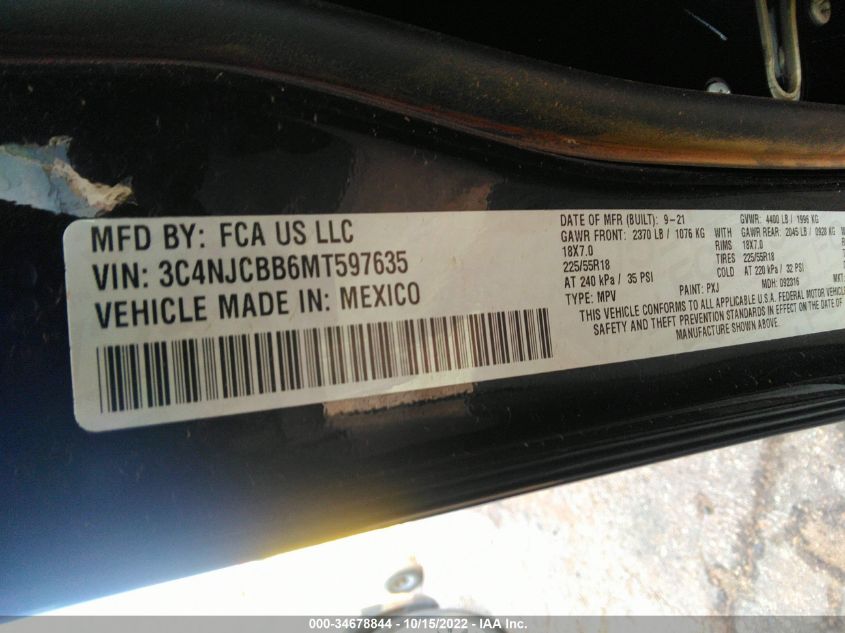 MFD BY: FCA US LLC
VIN: 3C4NJCBB6MT597635
VEHICLE MADE IN: MEXICO
DATE OF MFR (BUILT): 9-21 GVWR: 4400 LB / 1996 KG
GAWR FRONT: 2370 LB / 1076 KG WITH GAWR REAR: 2045 LB / 0928 KG
18X7.0 RIMS 18X7.0
225/55R18 TIRES 225/55R18
AT 240 kPa / 35 PSI COLD AT 220 kPa / 32 PSI
TYPE: MPV PAINT: PXJ MDH: 092316 MKT:
THIS VEHICLE CONFORMS TO ALL APPLICABLE U.S.A. FEDERAL MOTOR VEHICLE
SAFETY AND THEFT PREVENTION STANDARDS IN EFFECT ON THE DATE OF
MANUFACTURE SHOWN ABOVE.
000-34678844 - 10/15/2022 - IAA Inc.